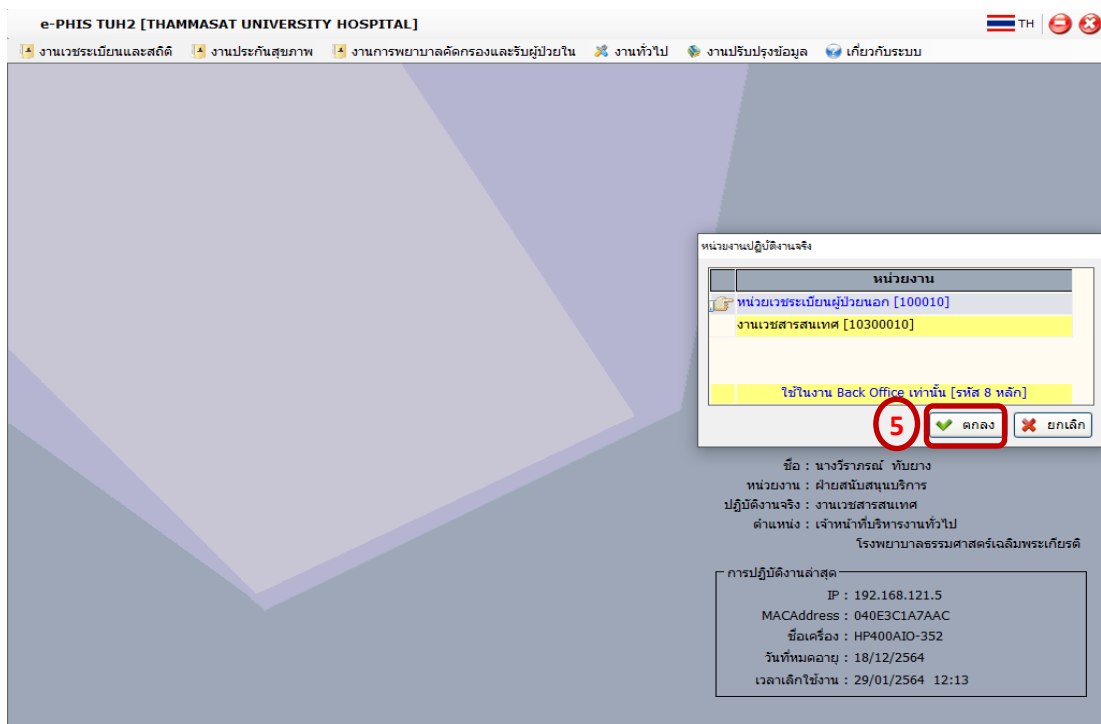 e-PHIS TUH2 [THAMMASAT UNIVERSITY HOSPITAL]
TH
งานเวชระเบียนและสถิติ งานประกันสุขภาพ งานการพยาบาลคัดกรองและรับผู้ป่วยใน งานทั่วไป งานปรับปรุงข้อมูล เกี่ยวกับระบบ
หน่วยงานปฏิบัติงานจริง
หน่วยงาน
หน่วยเวชระเบียนผู้ป่วยนอก [100010]
งานเวชสารสนเทศ [10300010]
ใช้ในงาน Back Office เท่านั้น [รหัส 8 หลัก]
5 ตกลง ยกเลิก
ชื่อ : นางวีราภรณ์ ทับยาง
หน่วยงาน : ฝ่ายสนับสนุนบริการ
ปฏิบัติงานจริง : งานเวชสารสนเทศ
ตำแหน่ง : เจ้าหน้าที่บริหารงานทั่วไป
โรงพยาบาลธรรมศาสตร์เฉลิมพระเกียรติ
การปฏิบัติงานล่าสุด
IP : 192.168.121.5
MACAddress : 040E3C1A7AAC
ชื่อเครื่อง : HP400AIO-352
วันที่หมดอายุ : 18/12/2564
เวลาเลิกใช้งาน : 29/01/2564 12:13